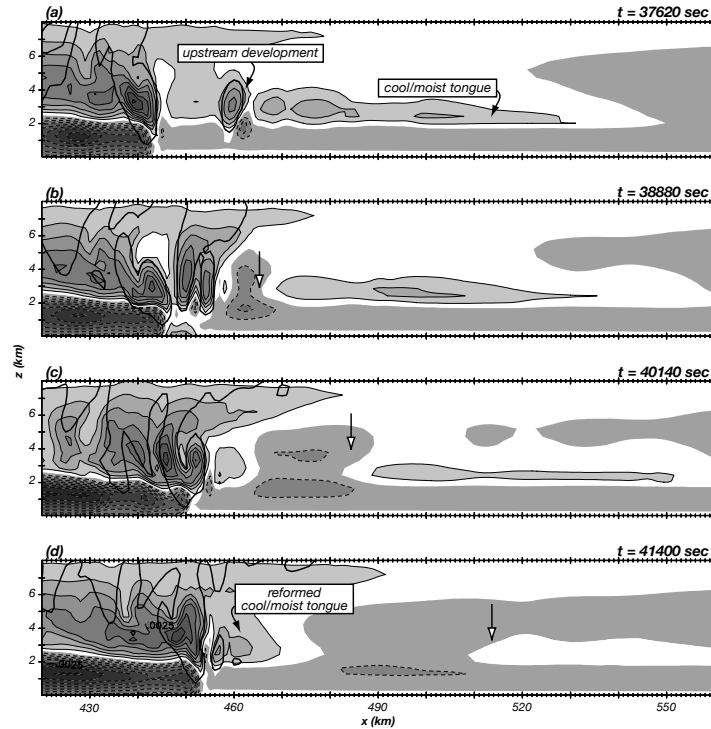 (a)
t = 37620 sec
upstream development
cool/moist tongue
6
4
2
(b)
t = 38880 sec
6
4
2
z (km)
(c)
t = 40140 sec
6
4
2
(d)
t = 41400 sec
reformed
cool/moist tongue
6
4
2
.0025
-.0025
430
460
490
520
550
x (km)